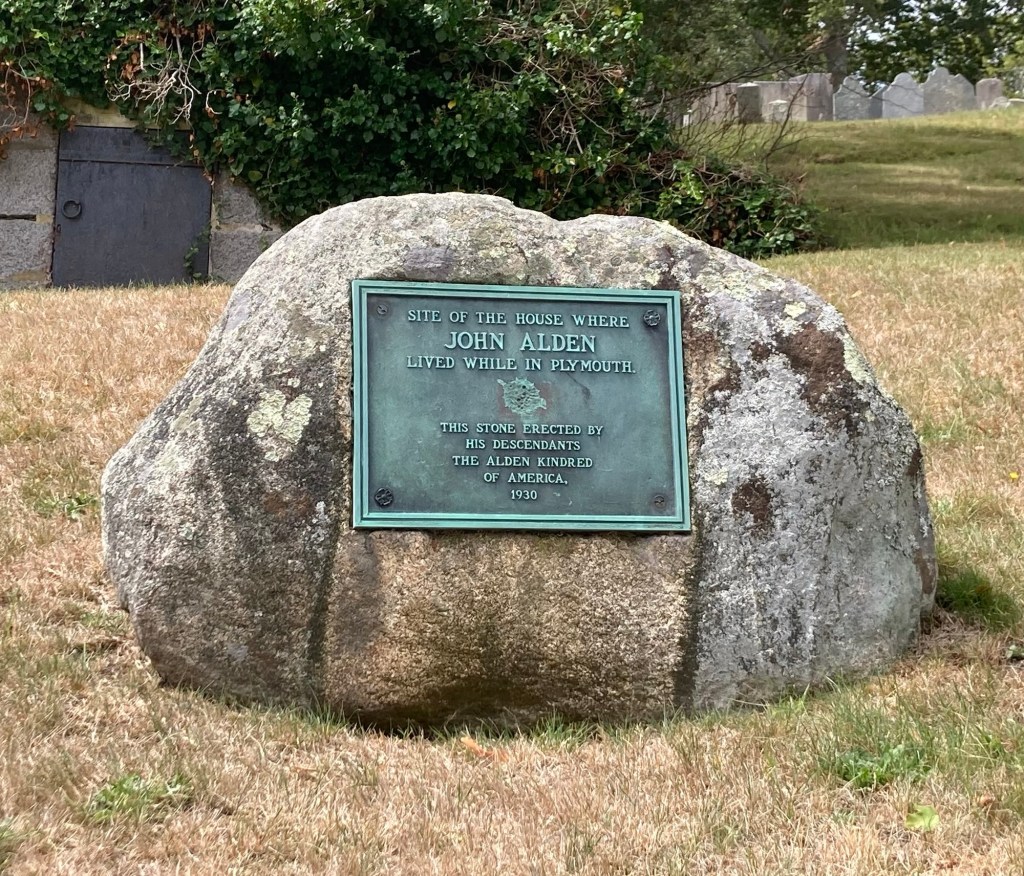 SITE OF THE HOUSE WHERE
JOHN ALDEN
LIVED WHILE IN PLYMOUTH.
THIS STONE ERECTED BY
HIS DESCENDANTS
THE ALDEN KINDRED
OF AMERICA,
1930